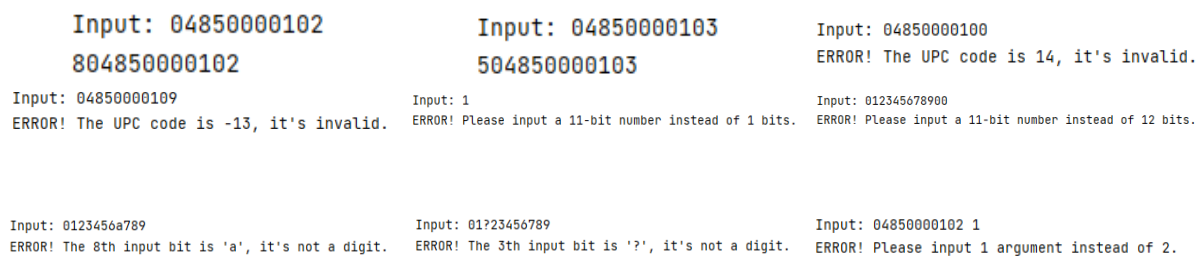 Input: 04850000102
804850000102
Input: 04850000103
504850000103
Input: 04850000100
ERROR! The UPC code is 14, it's invalid.
Input: 04850000109
ERROR! The UPC code is -13, it's invalid.
Input: 1
ERROR! Please input a 11-bit number instead of 1 bits.
Input: 012345678900
ERROR! Please input a 11-bit number instead of 12 bits.
Input: 0123456a789
ERROR! The 8th input bit is 'a', it's not a digit.
Input: 01?23456789
ERROR! The 3th input bit is '?', it's not a digit.
Input: 04850000102 1
ERROR! Please input 1 argument instead of 2.